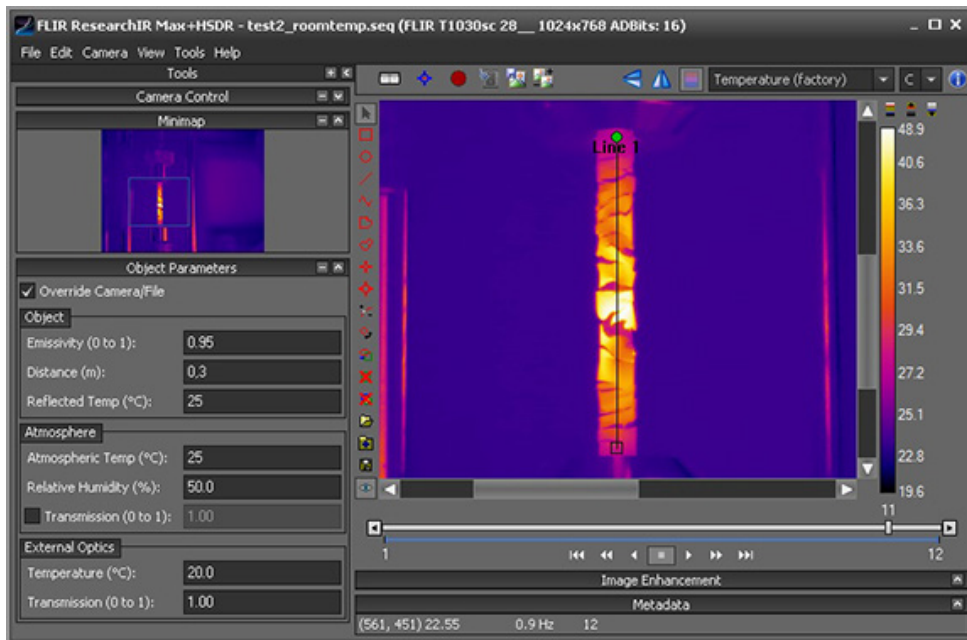 FLIR ResearchIR Max+HSDR - test2_roomtemp.seq (FLIR T1030sc 28__ 1024x768 ADBits: 16)
File Edit Camera View Tools Help
Tools
Camera Control
Minimap
Object Parameters
Override Camera/File
Object
Emissivity (0 to 1): 0.95
Distance (m): 0,3
Reflected Temp (°C): 25
Atmosphere
Atmospheric Temp (°C): 25
Relative Humidity (%): 50.0
Transmission (0 to 1): 1.00
External Optics
Temperature (°C): 20.0
Transmission (0 to 1): 1.00
Temperature (factory) C
Line 1
48.9
40.6
36.3
33.6
31.5
29.4
27.2
25.1
22.8
19.6
11
1 12
Image Enhancement
Metadata
(561, 451) 22.55 0.9 Hz 12